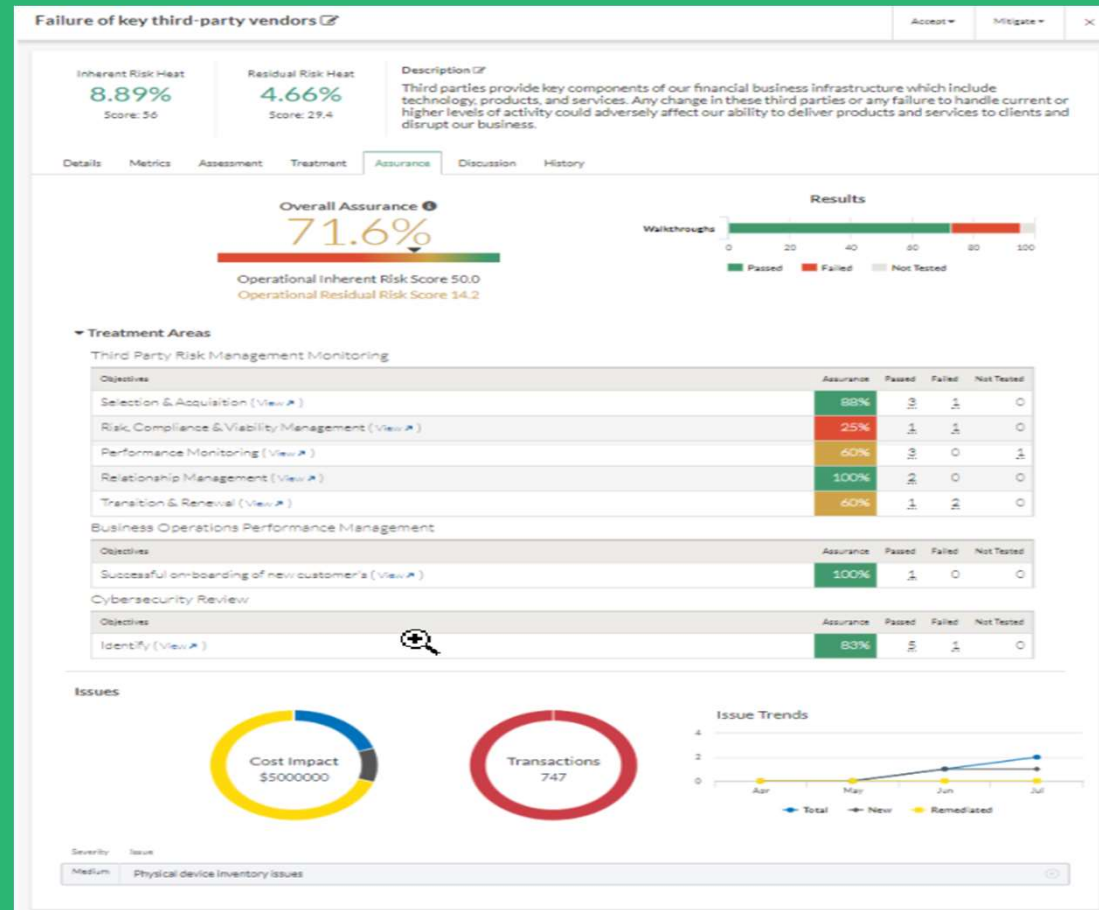 Failure of key third-party vendors
Accept
Mitigate
Inherent Risk Heat
8.89%
Score: 56
Residual Risk Heat
4.66%
Score: 29.4
Description
Third parties provide key components of our financial business infrastructure which include
technology, products, and services. Any change in these third parties or any failure to handle current or
higher levels of activity could adversely affect our ability to deliver products and services to clients and
disrupt our business.
Details Metrics Assessment Treatment Assurance Discussion History
Overall Assurance
71.6%
Operational Inherent Risk Score 50.0
Operational Residual Risk Score 14.2
Results
Walkthroughs
0 20 40 60 80 100
Passed Failed Not Tested
Treatment Areas
Third Party Risk Management Monitoring
Objectives Assurance Passed Failed Not Tested
Selection & Acquisition (View) 88% 3 1 0
Risk, Compliance & Viability Management (View) 25% 1 1 0
Performance Monitoring (View) 60% 3 0 1
Relationship Management (View) 100% 2 0 0
Transition & Renewal (View) 60% 1 2 0
Business Operations Performance Management
Objectives Assurance Passed Failed Not Tested
Successful on-boarding of new customer's (View) 100% 1 0 0
Cybersecurity Review
Objectives Assurance Passed Failed Not Tested
Identify (View) 83% 5 1 0
Issues
Cost Impact
$5000000
Transactions
747
Issue Trends
4
2
0
Apr May Jun Jul
Total New Remediated
Severity Issue
Medium Physical device inventory issues